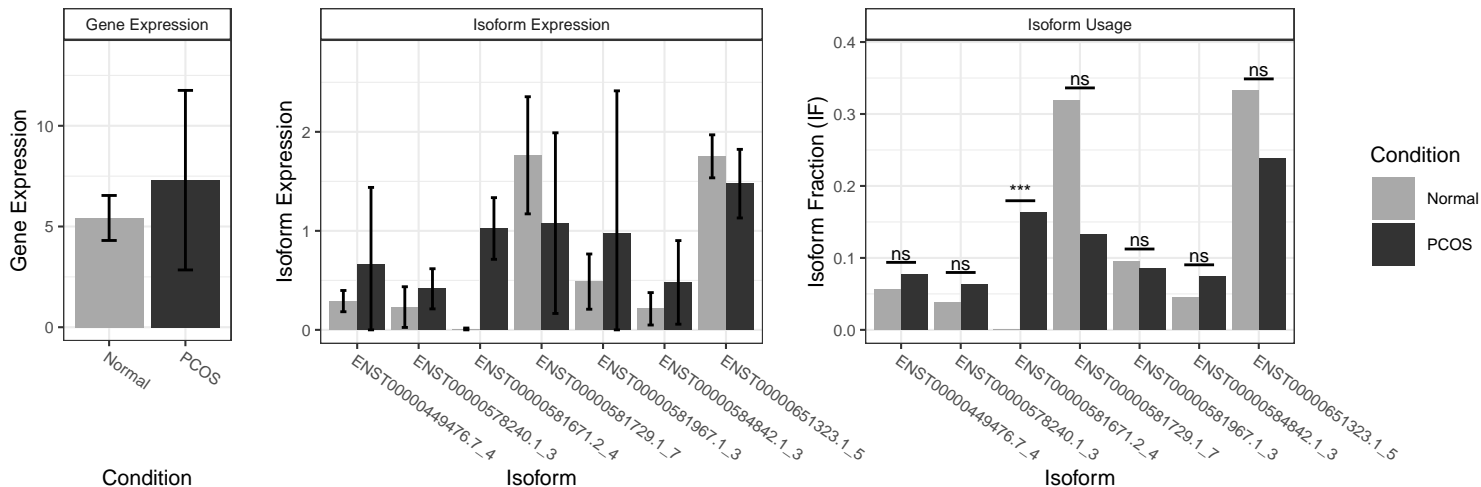 Gene Expression
Isoform Expression
Isoform Usage
Gene Expression
10
5
0
Normal
PCOS
Condition
Isoform Expression
2
1
0
ENST00000449476.7_4
ENST00000578240.1_3
ENST00000581671.2_4
ENST00000581729.1_7
ENST00000581967.1_3
ENST00000584842.1_3
ENST00000651323.1_5
Isoform
Isoform Fraction (IF)
0.4
0.3
0.2
0.1
0.0
ns
ns
***
ns
ns
ns
ns
ENST00000449476.7_4
ENST00000578240.1_3
ENST00000581671.2_4
ENST00000581729.1_7
ENST00000581967.1_3
ENST00000584842.1_3
ENST00000651323.1_5
Isoform
Condition
Normal
PCOS